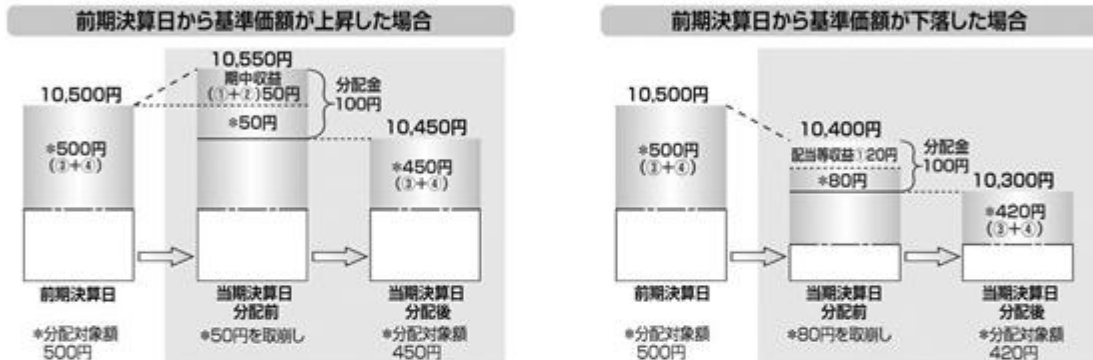 前期決算日から基準価額が上昇した場合
10,550円
期中収益
(①+②)50円
*50円
分配金
100円
10,500円
*500円
(③+④)
10,450円
*450円
(③+④)
前期決算日
当期決算日
分配前
当期決算日
分配後
*分配対象額
500円
*50円を取崩し
*分配対象額
450円
前期決算日から基準価額が下落した場合
10,500円
*500円
(③+④)
10,400円
配当等収益①20円
*80円
分配金
100円
10,300円
*420円
(③+④)
前期決算日
当期決算日
分配前
当期決算日
分配後
*分配対象額
500円
*80円を取崩し
*分配対象額
420円